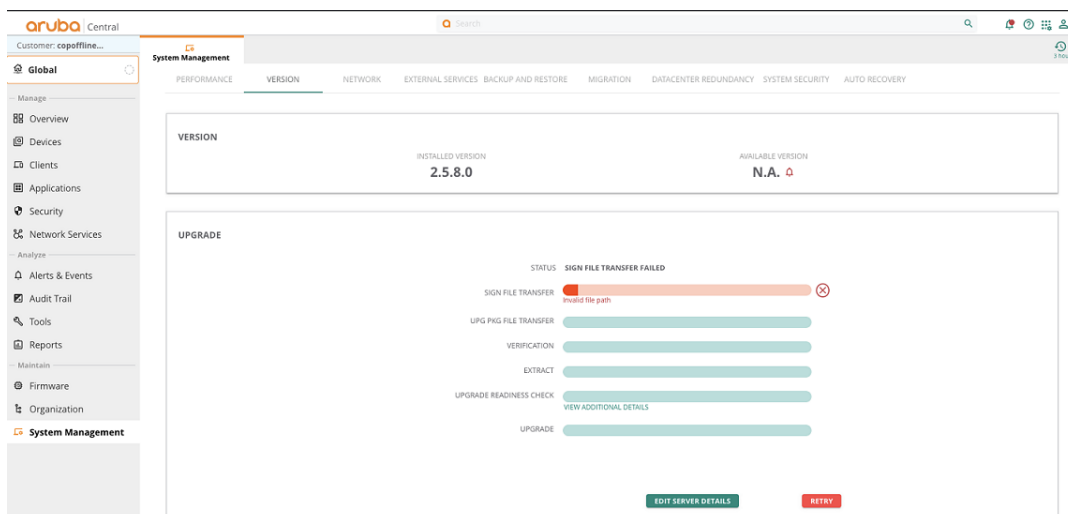 aruba Central
Search
Customer: copoffline...
Global
System Management
3 hou
PERFORMANCE VERSION NETWORK EXTERNAL SERVICES BACKUP AND RESTORE MIGRATION DATACENTER REDUNDANCY SYSTEM SECURITY AUTO RECOVERY
Manage
Overview
Devices
Clients
Applications
Security
Network Services
Analyze
Alerts & Events
Audit Trail
Tools
Reports
Maintain
Firmware
Organization
System Management
VERSION
INSTALLED VERSION
2.5.8.0
AVAILABLE VERSION
N.A.
UPGRADE
STATUS SIGN FILE TRANSFER FAILED
SIGN FILE TRANSFER
Invalid file path
UPG PKG FILE TRANSFER
VERIFICATION
EXTRACT
UPGRADE READINESS CHECK
VIEW ADDITIONAL DETAILS
UPGRADE
EDIT SERVER DETAILS RETRY